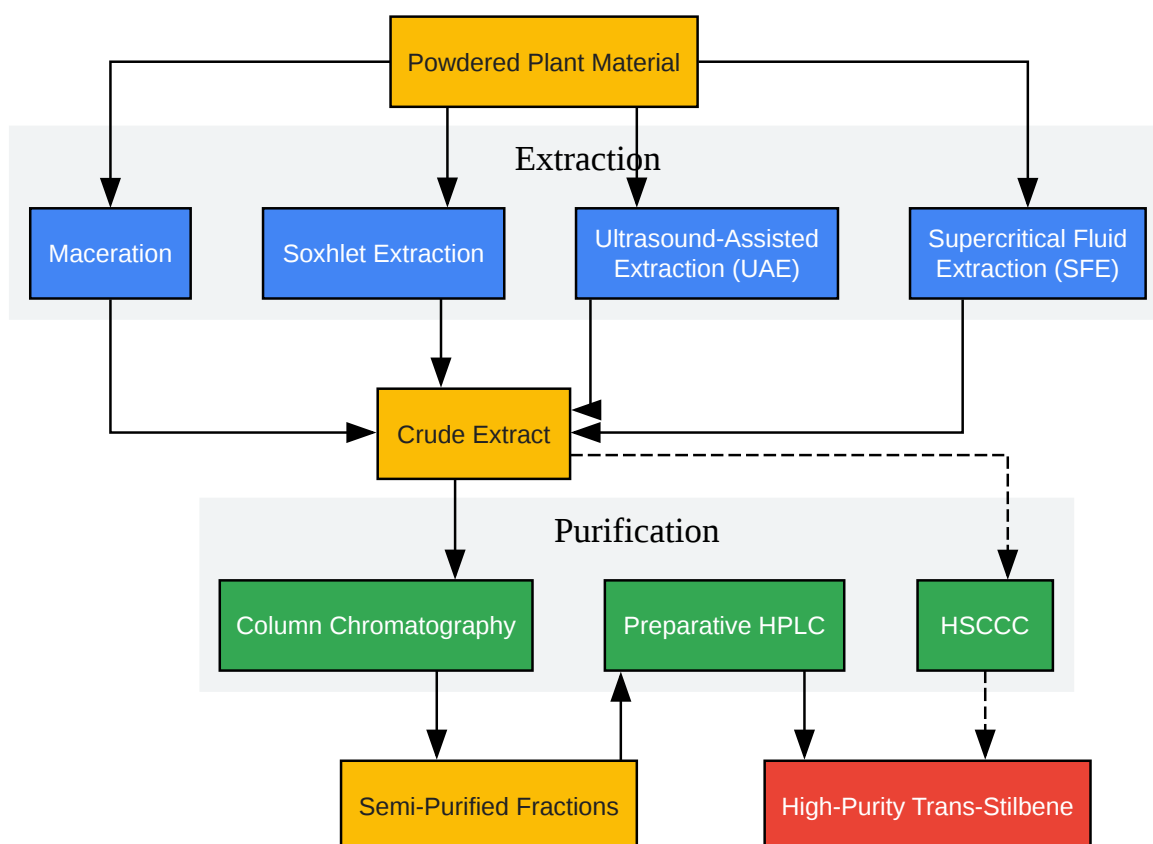 Powdered Plant Material
Extraction
Maceration
Soxhlet Extraction
Ultrasound-Assisted
Extraction (UAE)
Supercritical Fluid
Extraction (SFE)
Crude Extract
Purification
Column Chromatography
Preparative HPLC
HSCCC
Semi-Purified Fractions
High-Purity Trans-Stilbene